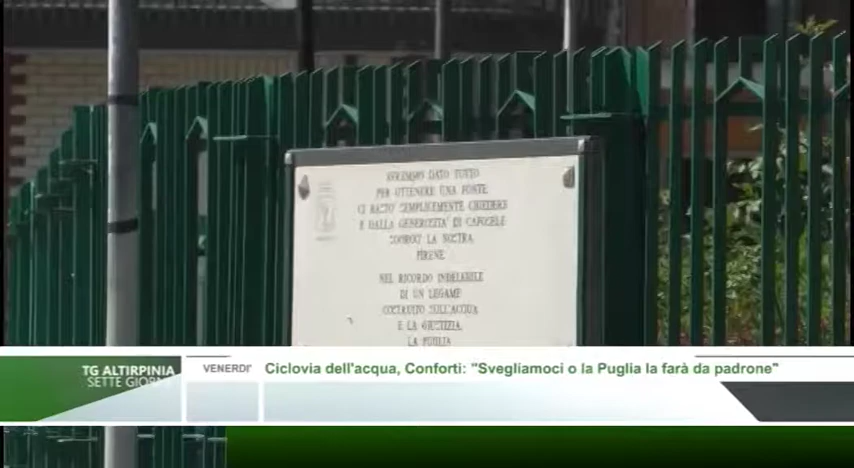 AVREMMO DATO TUTTO
PER OTTENERE UNA FONTE
CI BASTO' SEMPLICEMENTE CHIEDERE
E DALLA GENEROSITA' DI CAPOSELE
SGORGO' LA NOSTRA
PIRENE
NEL RICORDO INDELEBILE
DI UN LEGAME
COSTRUITO SULL'ACQUA
E LA GIUSTIZIA.
LA PUGLIA
TG ALTIRPINIA
SETTE GIORNI
VENERDI'
Ciclovia dell'acqua, Conforti: "Svegliamoci o la Puglia la farà da padrone"